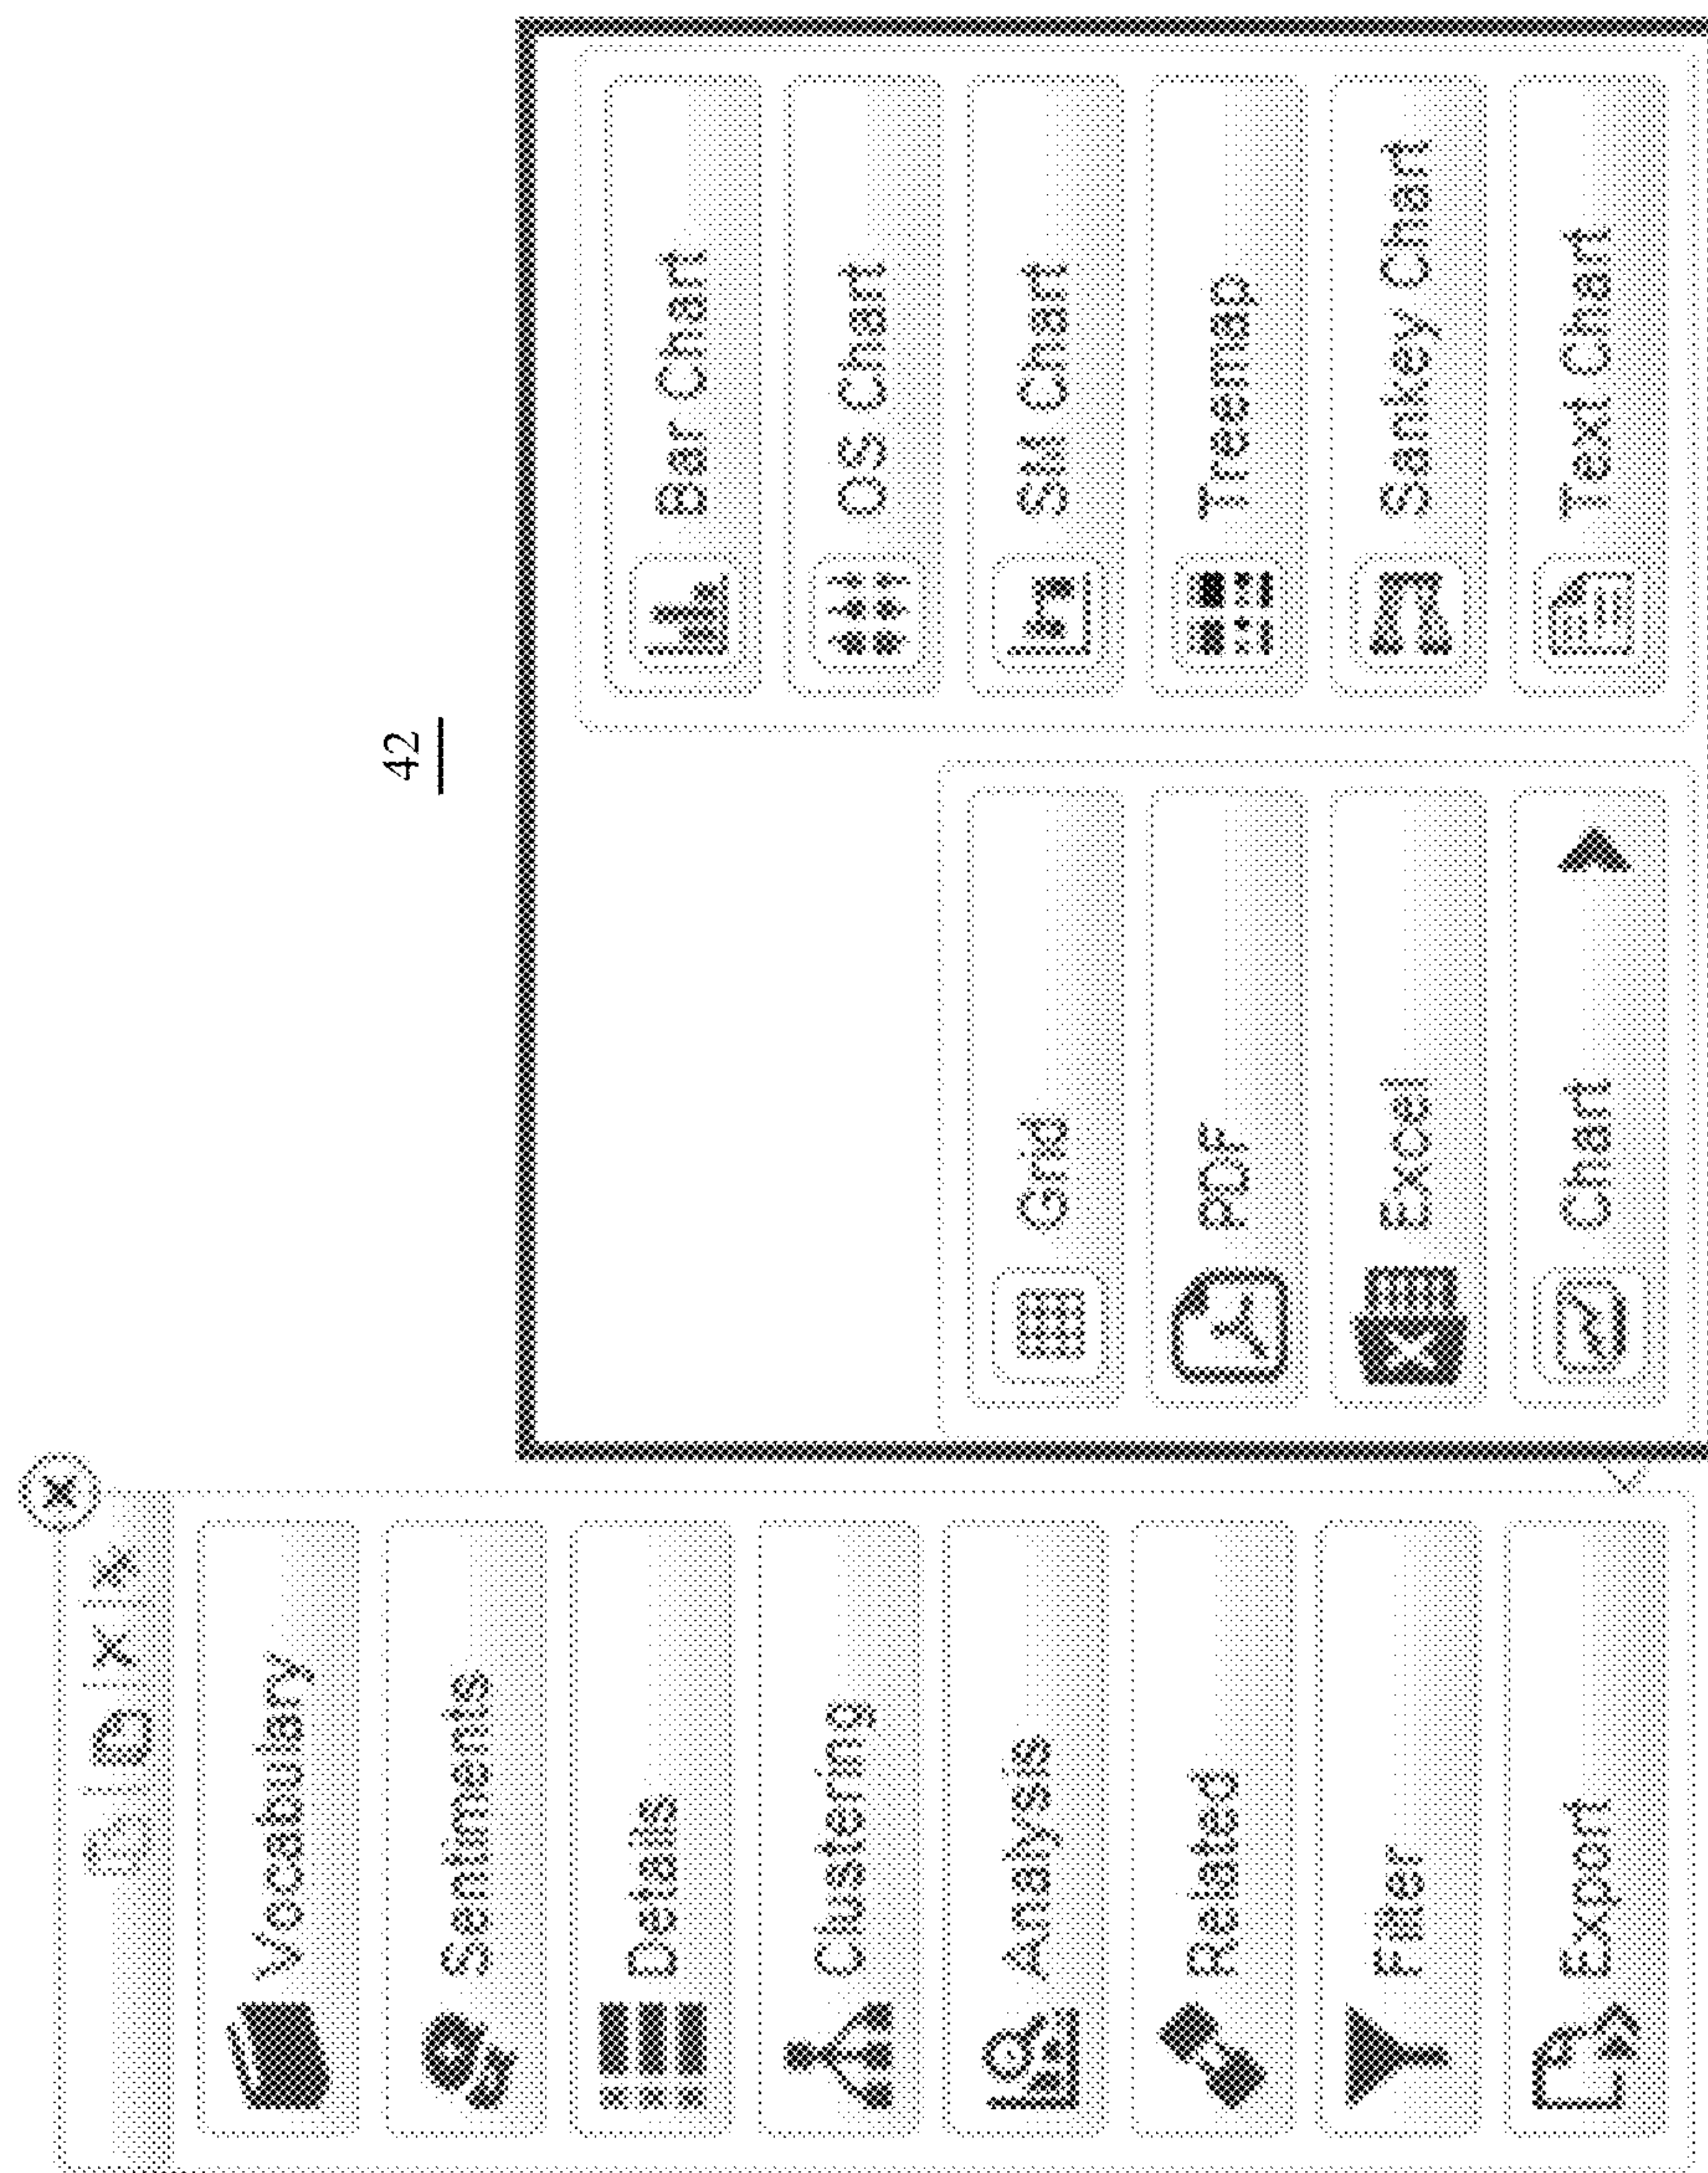 42
Vocabulary
Sentiments
Details
Clustering
Analysis
Related
Filter
Export
Grid
PDF
Excel
Chart
Bar Chart
OS Chart
SM Chart
Treemap
Sankey Chart
Text Chart